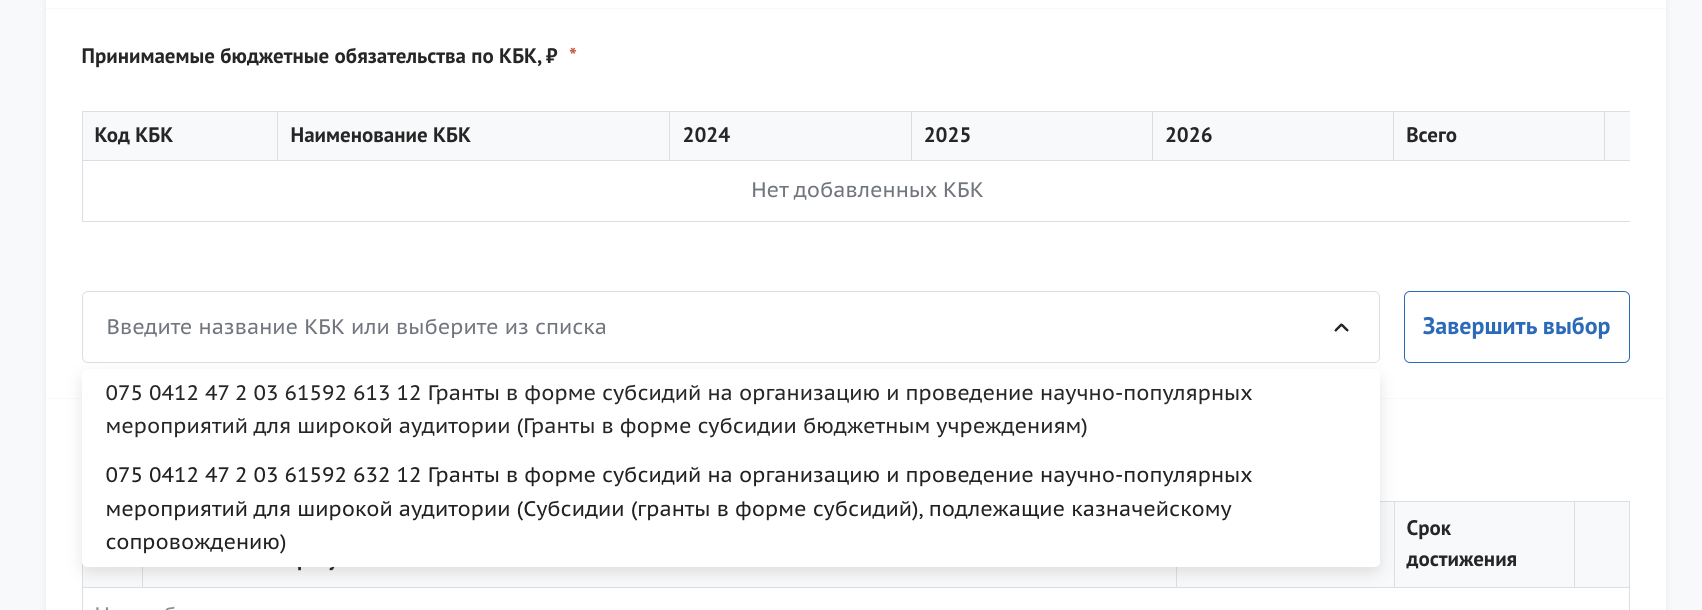 Принимаемые бюджетные обязательства по КБК, ₽ *
Код КБК Наименование КБК 2024 2025 2026 Всего
Нет добавленных КБК
Введите название КБК или выберите из списка
Завершить выбор
075 0412 47 2 03 61592 613 12 Гранты в форме субсидий на организацию и проведение научно-популярных
мероприятий для широкой аудитории (Гранты в форме субсидии бюджетным учреждениям)
075 0412 47 2 03 61592 632 12 Гранты в форме субсидий на организацию и проведение научно-популярных
мероприятий для широкой аудитории (Субсидии (гранты в форме субсидий), подлежащие казначейскому
сопровождению)
Срок
достижения